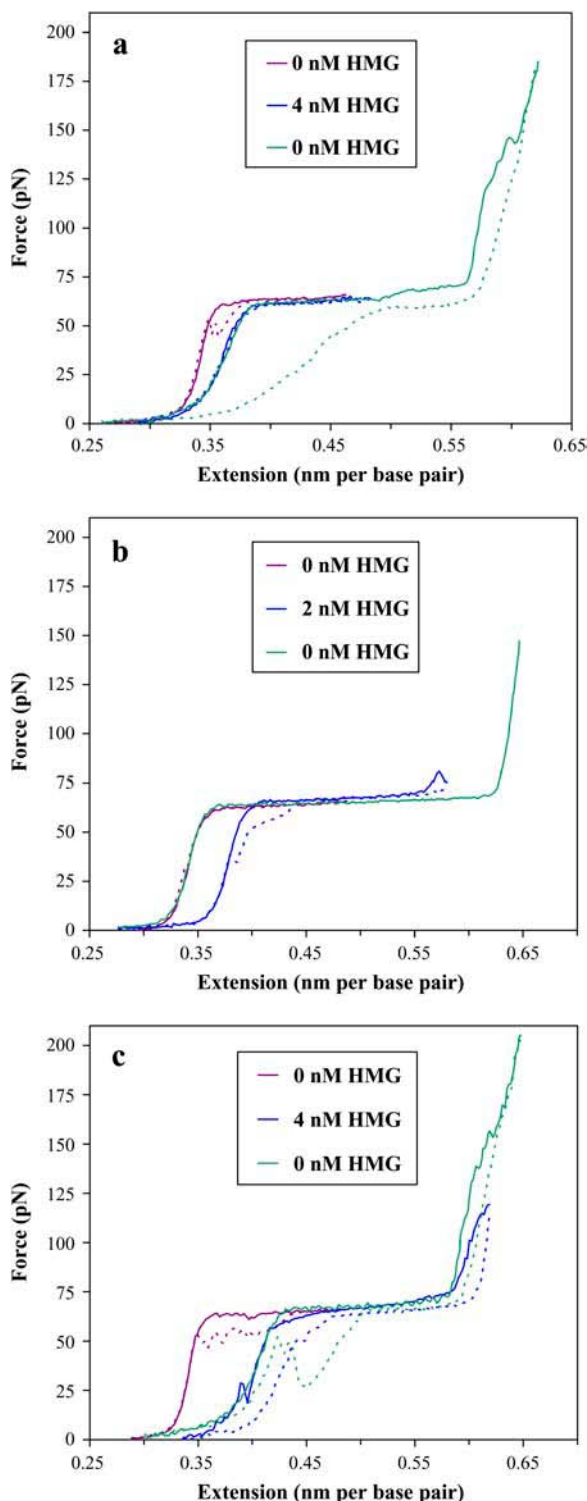 a
0 nM HMG
4 nM HMG
0 nM HMG
200
175
150
125
100
75
50
25
0
Force (pN)
0.25 0.35 0.45 0.55 0.65
Extension (nm per base pair)
b
0 nM HMG
2 nM HMG
0 nM HMG
200
175
150
125
100
75
50
25
0
Force (pN)
0.25 0.35 0.45 0.55 0.65
Extension (nm per base pair)
c
0 nM HMG
4 nM HMG
0 nM HMG
200
175
150
125
100
75
50
25
0
Force (pN)
0.25 0.35 0.45 0.55 0.65
Extension (nm per base pair)